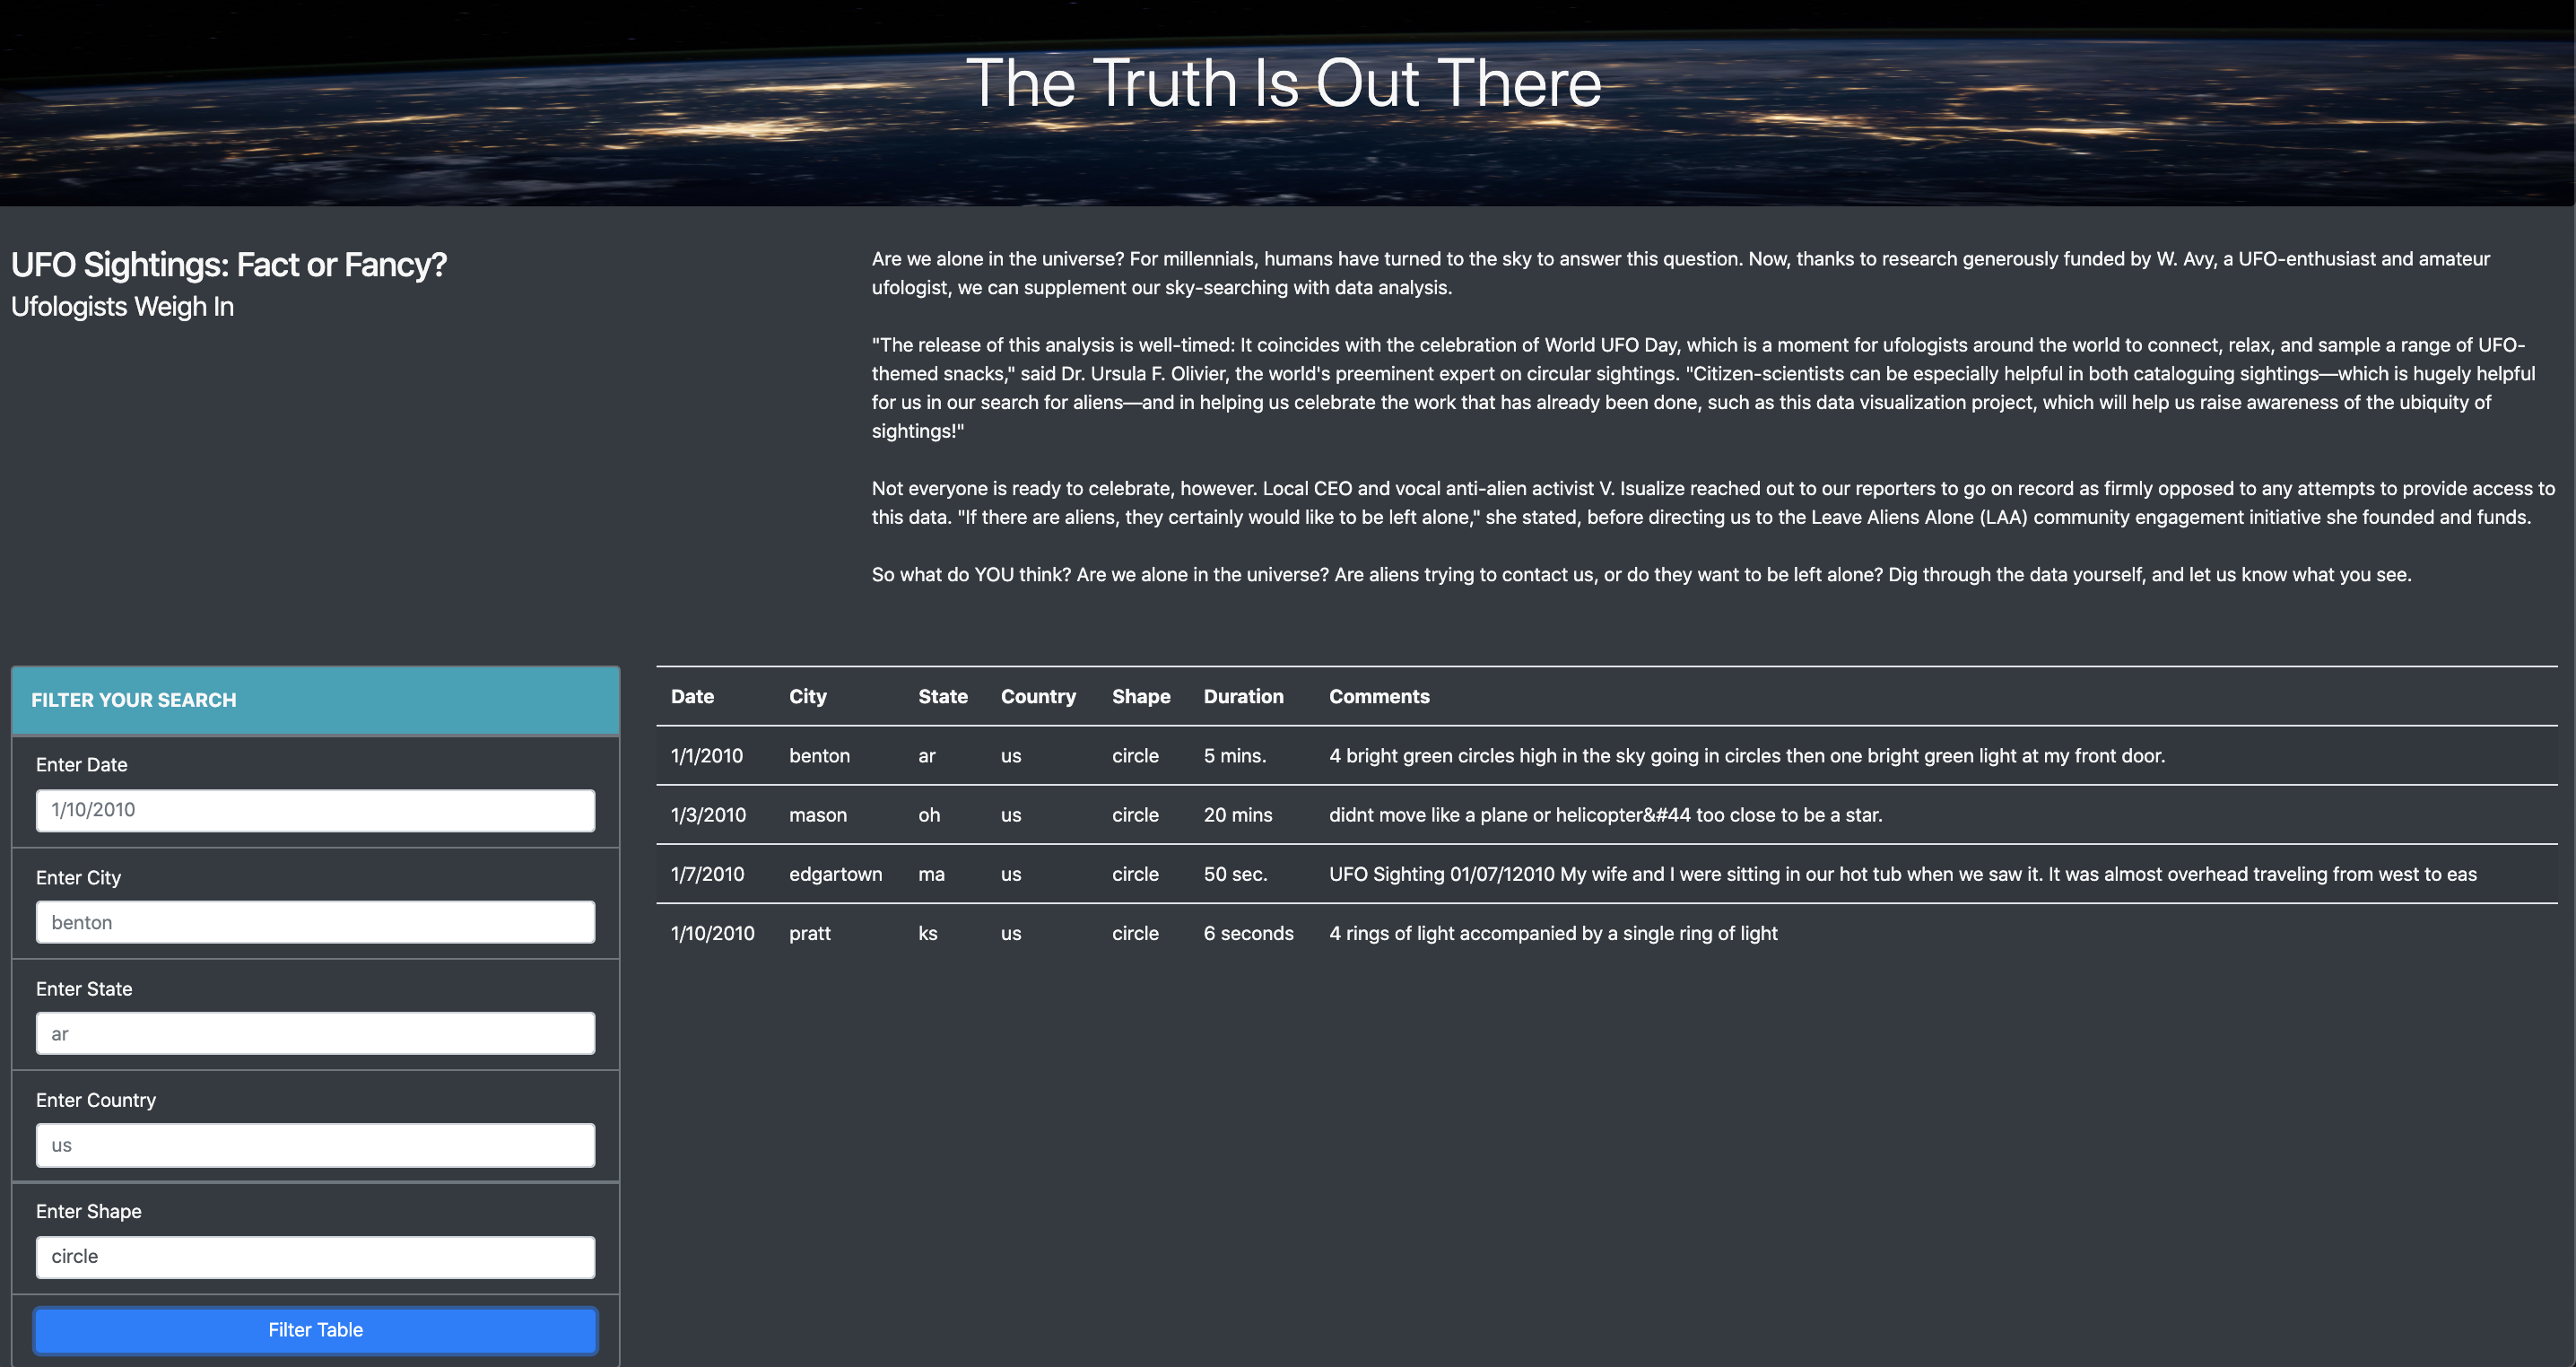 The Truth Is Out There
UFO Sightings: Fact or Fancy?
Ufologists Weigh In
Are we alone in the universe? For millennials, humans have turned to the sky to answer this question. Now, thanks to research generously funded by W. Avy, a UFO-enthusiast and amateur
ufologist, we can supplement our sky-searching with data analysis.
"The release of this analysis is well-timed: It coincides with the celebration of World UFO Day, which is a moment for ufologists around the world to connect, relax, and sample a range of UFO-
themed snacks," said Dr. Ursula F. Olivier, the world's preeminent expert on circular sightings. "Citizen-scientists can be especially helpful in both cataloguing sightings—which is hugely helpful
for us in our search for aliens—and in helping us celebrate the work that has already been done, such as this data visualization project, which will help us raise awareness of the ubiquity of
sightings!"
Not everyone is ready to celebrate, however. Local CEO and vocal anti-alien activist V. Isualize reached out to our reporters to go on record as firmly opposed to any attempts to provide access to
this data. "If there are aliens, they certainly would like to be left alone," she stated, before directing us to the Leave Aliens Alone (LAA) community engagement initiative she founded and funds.
So what do YOU think? Are we alone in the universe? Are aliens trying to contact us, or do they want to be left alone? Dig through the data yourself, and let us know what you see.
FILTER YOUR SEARCH
Enter Date
1/10/2010
Enter City
benton
Enter State
ar
Enter Country
us
Enter Shape
circle
Filter Table
Date City State Country Shape Duration Comments
1/1/2010 benton ar us circle 5 mins. 4 bright green circles high in the sky going in circles then one bright green light at my front door.
1/3/2010 mason oh us circle 20 mins didnt move like a plane or helicopter&#44 too close to be a star.
1/7/2010 edgartown ma us circle 50 sec. UFO Sighting 01/07/12010 My wife and I were sitting in our hot tub when we saw it. It was almost overhead traveling from west to eas
1/10/2010 pratt ks us circle 6 seconds 4 rings of light accompanied by a single ring of light